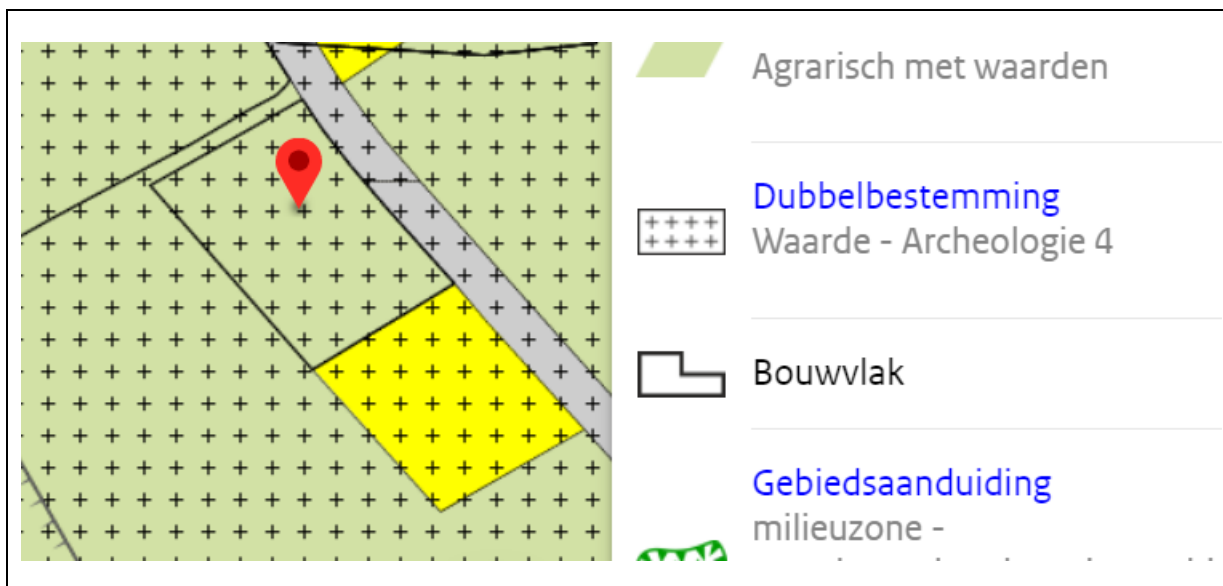 Agrarisch met waarden
Dubbelbestemming
Waarde - Archeologie 4
Bouwvlak
Gebiedsaanduiding
milieuzone -